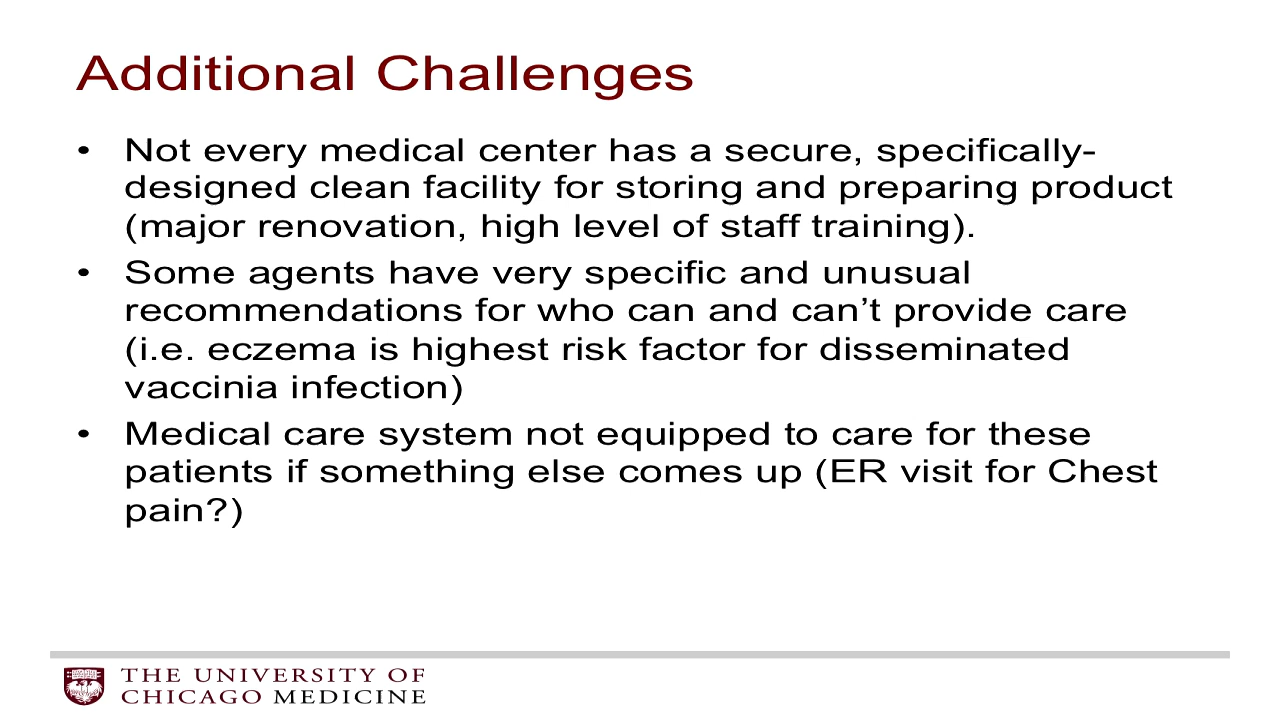 Additional Challenges
• Not every medical center has a secure, specifically-
designed clean facility for storing and preparing product
(major renovation, high level of staff training).
• Some agents have very specific and unusual
recommendations for who can and can’t provide care
(i.e. eczema is highest risk factor for disseminated
vaccinia infection)
• Medical care system not equipped to care for these
patients if something else comes up (ER visit for Chest
pain?)
THE UNIVERSITY OF
CHICAGO MEDICINE